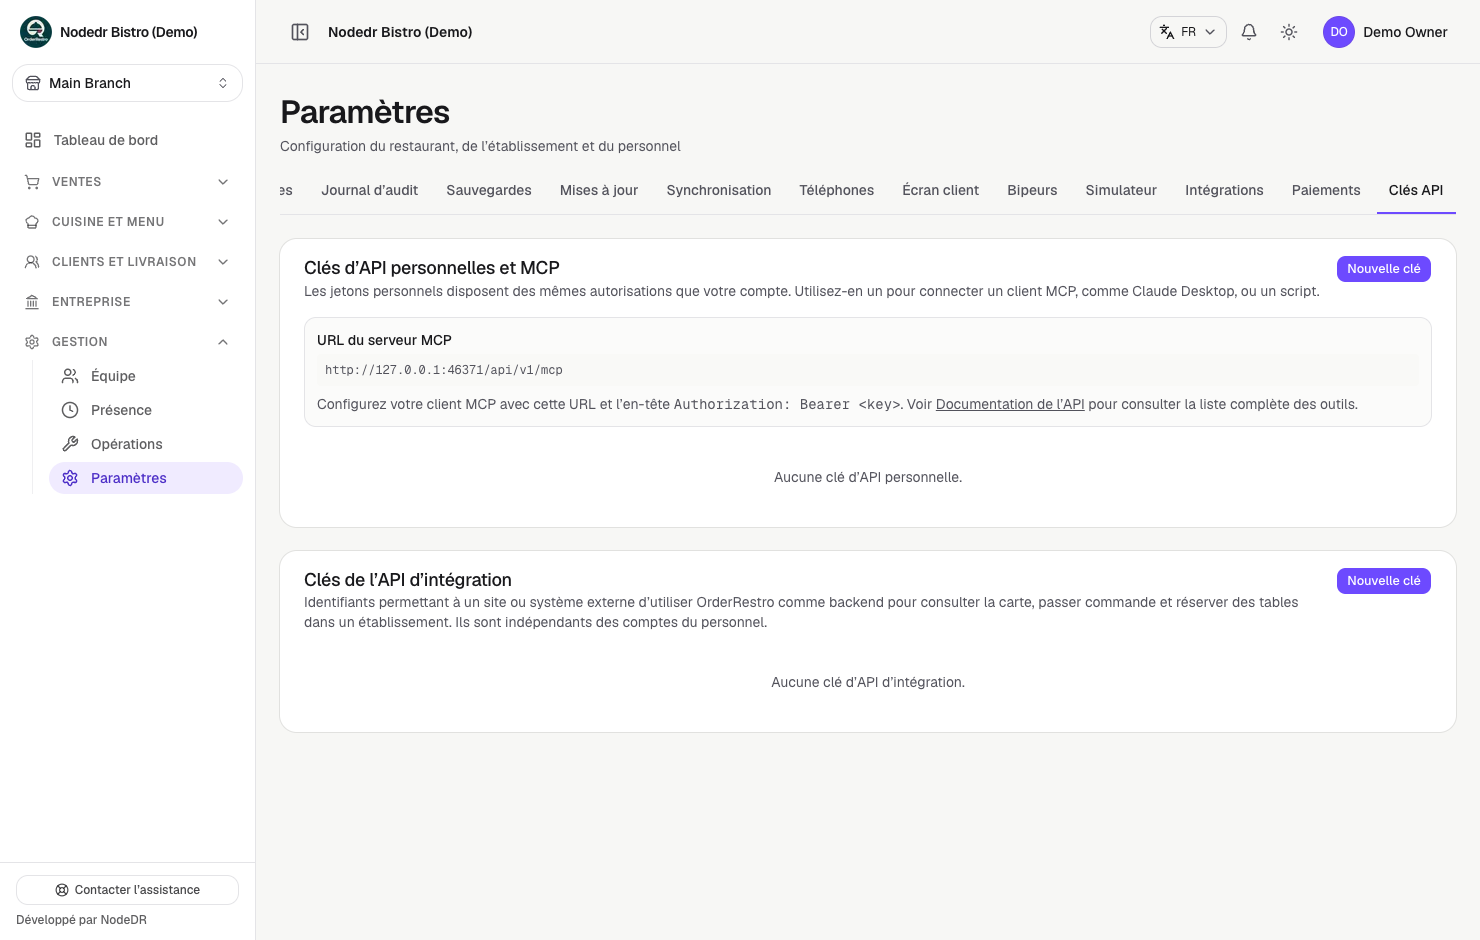 Nodedr Bistro (Demo)
Main Branch
Tableau de bord
VENTES
CUISINE ET MENU
CLIENTS ET LIVRAISON
ENTREPRISE
GESTION
Équipe
Présence
Opérations
Paramètres
Contacter l’assistance
Développé par NodeDR
Nodedr Bistro (Demo)
FR
DO
Demo Owner
Paramètres
Configuration du restaurant, de l’établissement et du personnel
es Journal d’audit Sauvegardes Mises à jour Synchronisation Téléphones Écran client Bipeurs Simulateur Intégrations Paiements Clés API
Clés d’API personnelles et MCP
Nouvelle clé
Les jetons personnels disposent des mêmes autorisations que votre compte. Utilisez-en un pour connecter un client MCP, comme Claude Desktop, ou un script.
URL du serveur MCP
http://127.0.0.1:46371/api/v1/mcp
Configurez votre client MCP avec cette URL et l’en-tête Authorization: Bearer <key>. Voir Documentation de l’API pour consulter la liste complète des outils.
Aucune clé d’API personnelle.
Clés de l’API d’intégration
Nouvelle clé
Identifiants permettant à un site ou système externe d’utiliser OrderRestro comme backend pour consulter la carte, passer commande et réserver des tables
dans un établissement. Ils sont indépendants des comptes du personnel.
Aucune clé d’API d’intégration.